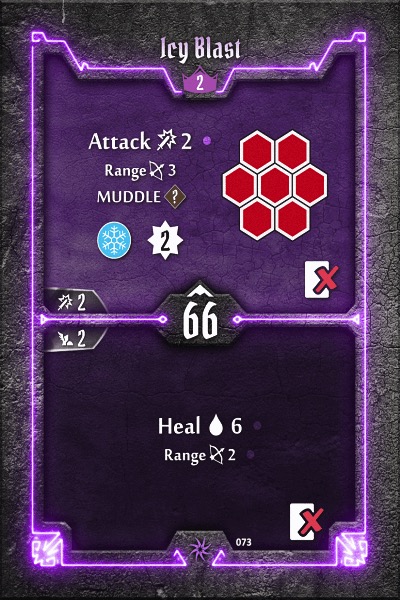 Icy Blast
2
Attack 2
Range 3
MUDDLE ?
2
2
66
2
Heal 6
Range 2
073